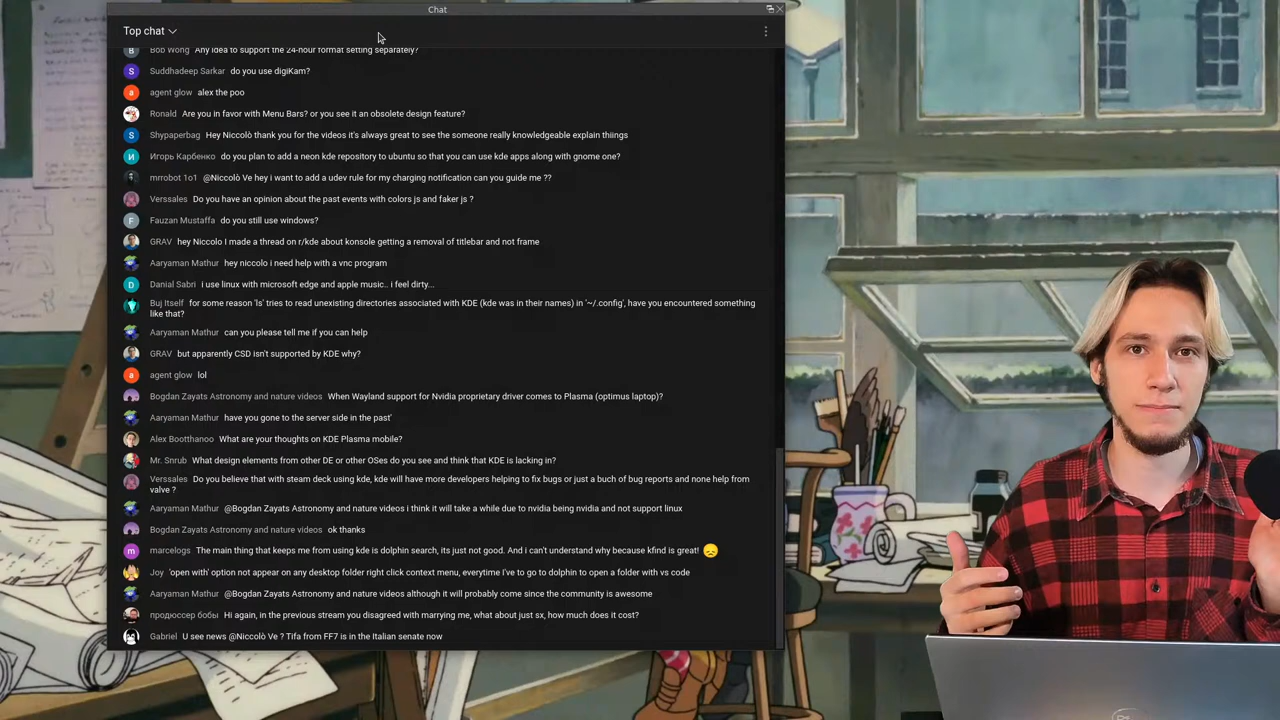 Chat
Top chat
B Bob Wong Any idea to support the 24-hour format setting separately?
S Suddhadeep Sarkar do you use digiKam?
a agent glow alex the poo
Ronald Are you in favor with Menu Bars? or you see it an obsolete design feature?
S Shypaperbag Hey Niccolò thank you for the videos it's always great to see the someone really knowledgeable explain thiings
И Игорь Карбенко do you plan to add a neon kde repository to ubuntu so that you can use kde apps along with gnome one?
mrrobot 1o1 @Niccolò Ve hey i want to add a udev rule for my charging notification can you guide me ??
Verssales Do you have an opinion about the past events with colors js and faker js ?
F Fauzan Mustaffa do you still use windows?
GRAV hey Niccolo I made a thread on r/kde about konsole getting a removal of titlebar and not frame
Aaryaman Mathur hey niccolo i need help with a vnc program
D Danial Sabri i use linux with microsoft edge and apple music.. i feel dirty...
Buj Itself for some reason 'ls' tries to read unexisting directories associated with KDE (kde was in their names) in '~/.config', have you encountered something
like that?
Aaryaman Mathur can you please tell me if you can help
GRAV but apparently CSD isn't supported by KDE why?
a agent glow lol
Bogdan Zayats Astronomy and nature videos When Wayland support for Nvidia proprietary driver comes to Plasma (optimus laptop)?
Aaryaman Mathur have you gone to the server side in the past'
Alex Boothanoo What are your thoughts on KDE Plasma mobile?
Mr. Snrub What design elements from other DE or other OSes do you see and think that KDE is lacking in?
Verssales Do you believe that with steam deck using kde, kde will have more developers helping to fix bugs or just a buch of bug reports and none help from
valve ?
Aaryaman Mathur @Bogdan Zayats Astronomy and nature videos i think it will take a while due to nvidia being nvidia and not support linux
Bogdan Zayats Astronomy and nature videos ok thanks
m marcelogs The main thing that keeps me from using kde is dolphin search, its just not good. And i can't understand why because kfind is great! 😞
Joy 'open with' option not appear on any desktop folder right click context menu, everytime I've to go to dolphin to open a folder with vs code
Aaryaman Mathur @Bogdan Zayats Astronomy and nature videos although it will probably come since the community is awesome
продюссер бобы Hi again, in the previous stream you disagreed with marrying me, what about just sx, how much does it cost?
Gabriel U see news @Niccolò Ve ? Tifa from FF7 is in the Italian senate now